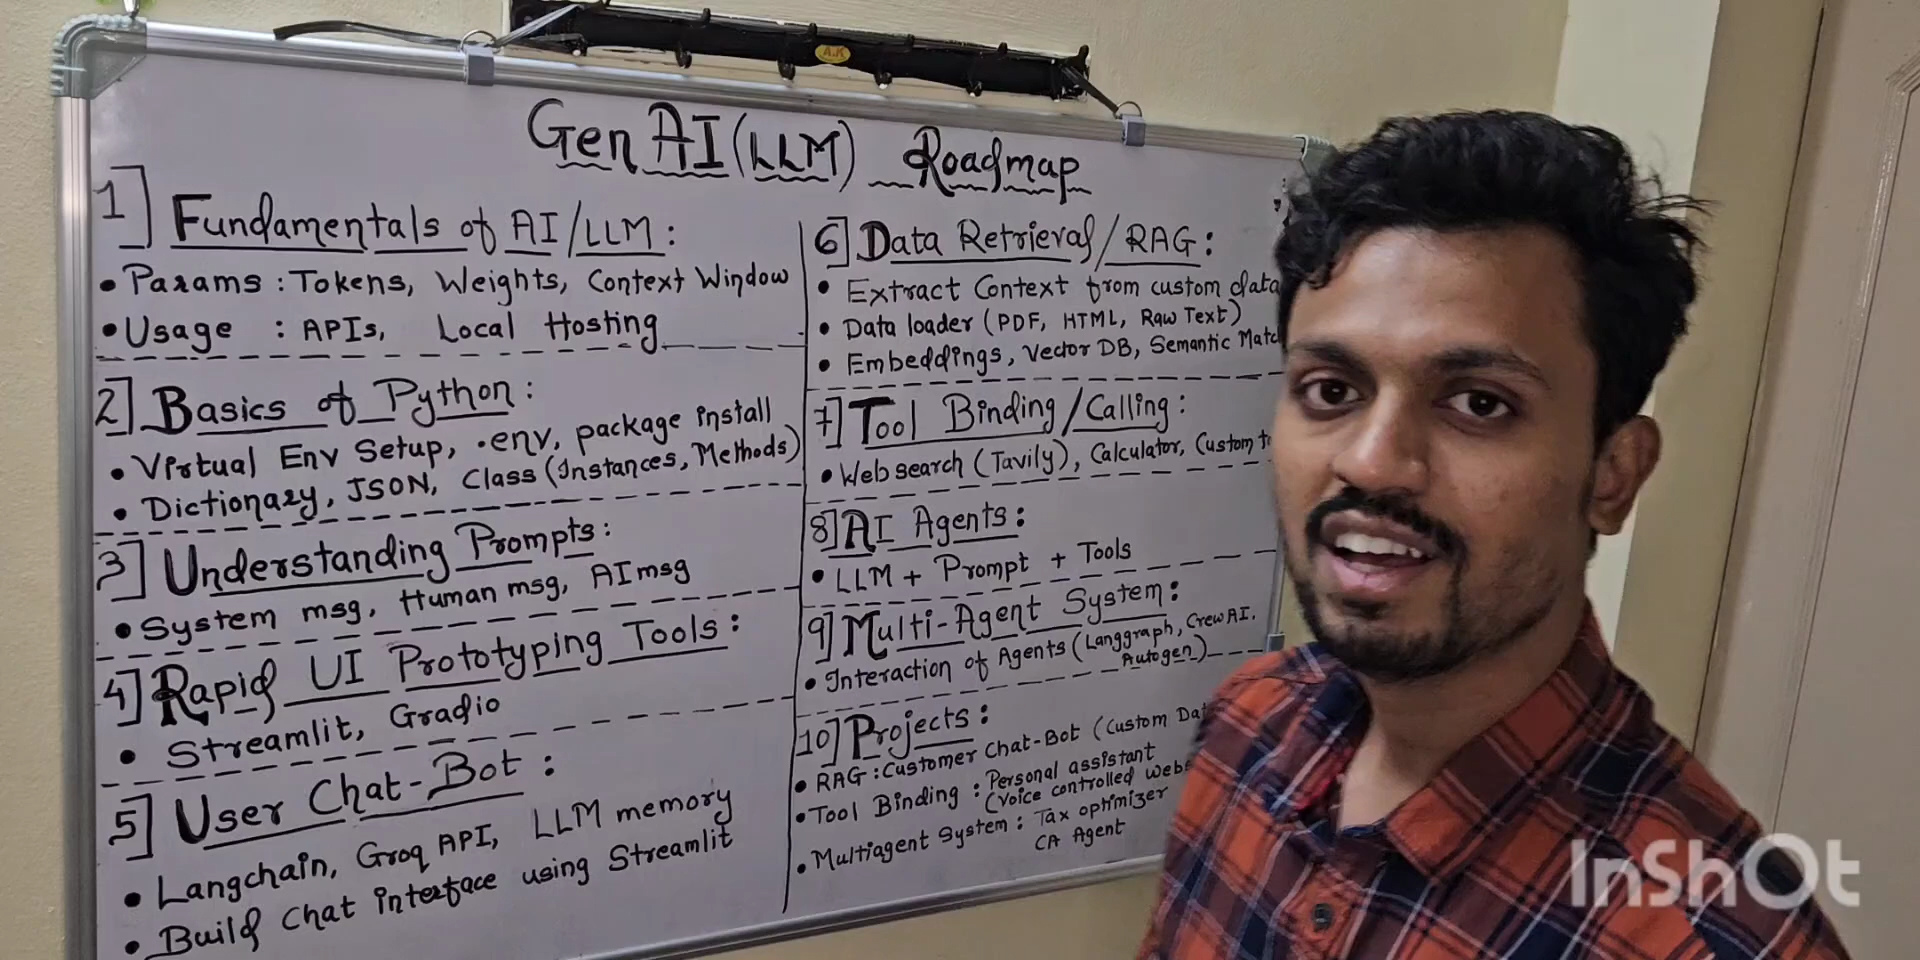 A.K
Gen AI (LLM) Roadmap
1] Fundamentals of AI/LLM:
• Params : Tokens, Weights, Context Window
• Usage : APIs, Local Hosting
2] Basics of Python:
• Virtual Env Setup, .env, package install
• Dictionary, JSON, Class (Instances, Methods)
3] Understanding Prompts:
• System msg, Human msg, AI msg
4] Rapid UI Prototyping Tools:
• Streamlit, Gradio
5] User Chat-Bot:
• Langchain, Groq API, LLM memory
• Build Chat interface using Streamlit
6] Data Retrieval/RAG:
• Extract Context from custom data
• Data loader (PDF, HTML, Raw Text)
• Embeddings, Vector DB, Semantic Matc
7] Tool Binding/Calling:
• Web search (Tavily), Calculator, Custom t
8] AI Agents:
• LLM + Prompt + Tools
9] Multi-Agent System:
• Interaction of Agents (Langgraph, Crew AI,
Autogen)
10] Projects:
• RAG : Customer Chat-Bot (Custom Dat
• Tool Binding : Personal assistant
(Voice controlled webs
• Multiagent System : Tax optimizer
CA Agent
InShOt